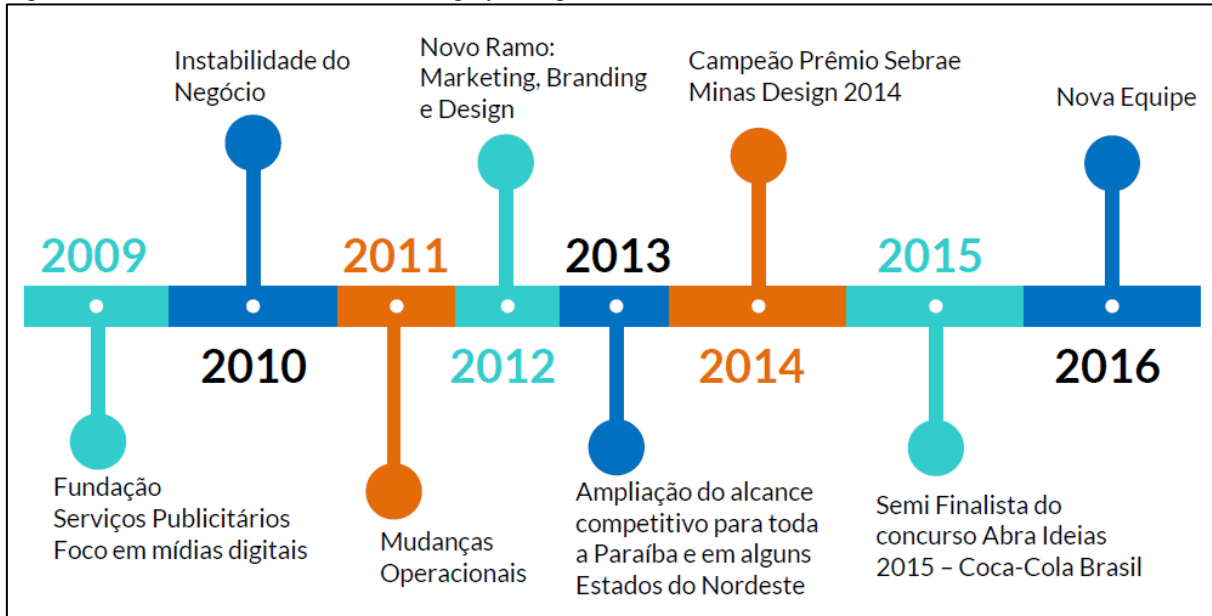 Instabilidade do
Negócio
Novo Ramo:
Marketing, Branding
e Design
Campeão Prêmio Sebrae
Minas Design 2014
Nova Equipe
2009
2011
2013
2015
2010
2012
2014
2016
Fundação
Serviços Publicitários
Foco em mídias digitais
Mudanças
Operacionais
Ampliação do alcance
competitivo para toda
a Paraíba e em alguns
Estados do Nordeste
Semi Finalista do
concurso Abra Ideias
2015 – Coca-Cola Brasil